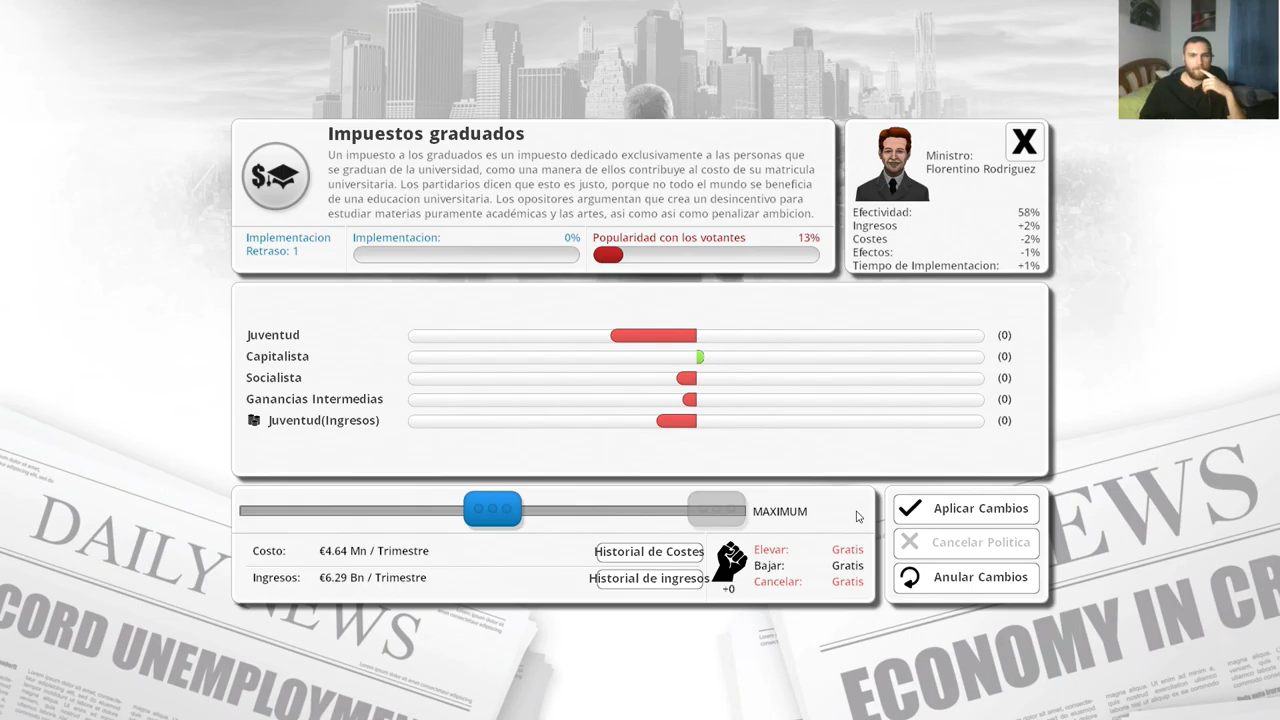 Impuestos graduados
Un impuesto a los graduados es un impuesto dedicado exclusivamente a las personas que
se graduan de la universidad, como una manera de ellos contribuye al costo de su matricula
universitaria. Los partidarios dicen que esto es justo, porque no todo el mundo se beneficia
de una educacion universitaria. Los opositores argumentan que crea un desincentivo para
estudiar materias puramente académicas y las artes, asi como asi como penalizar ambicion.
Implementacion
Retraso: 1
Implementacion: 0%
Popularidad con los votantes 13%
X
Ministro:
Florentino Rodriguez
Efectividad: 58%
Ingresos +2%
Costes -2%
Efectos: -1%
Tiempo de Implementacion: +1%
Juventud (0)
Capitalista (0)
Socialista (0)
Ganancias Intermedias (0)
Juventud(Ingresos) (0)
MAXIMUM
Costo: €4.64 Mn / Trimestre
Historial de Costes
Ingresos: €6.29 Bn / Trimestre
Historial de ingresos
+0
Elevar: Gratis
Bajar: Gratis
Cancelar: Gratis
Aplicar Cambios
Cancelar Politica
Anular Cambios
DAILY NEWS
CORD UNEMPLOYME
NEWS
ECONOMY IN CR